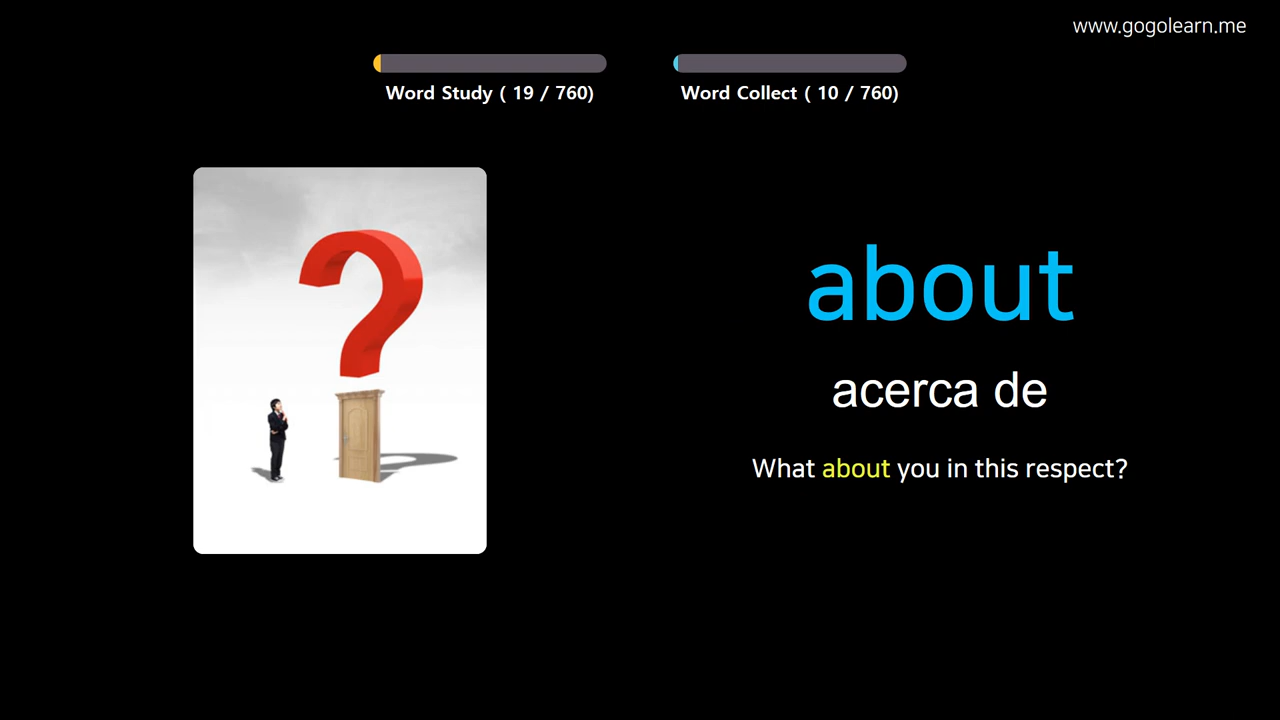 www.gogolearn.me
Word Study ( 19 / 760)
Word Collect ( 10 / 760)
about
acerca de
What about you in this respect?